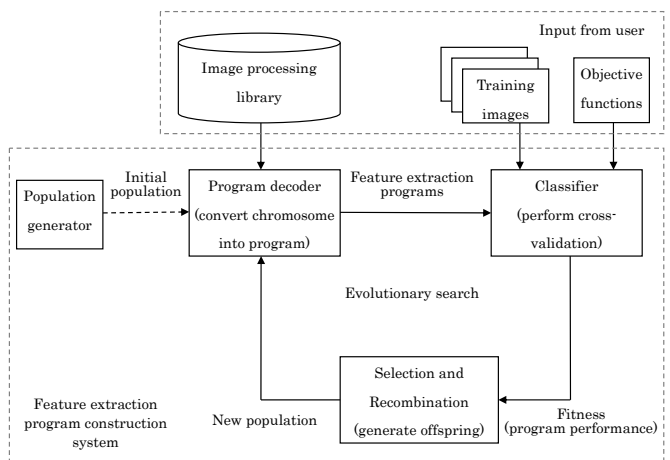 Input from user
Image processing
library
Training
images
Objective
functions
Population
generator
Initial
population
Program decoder
(convert chromosome
into program)
Feature extraction
programs
Classifier
(perform cross-
validation)
Evolutionary search
Selection and
Recombination
(generate offspring)
New population
Fitness
(program performance)
Feature extraction
program construction
system